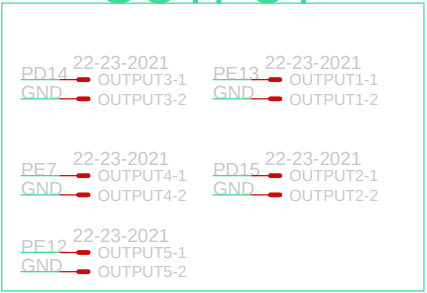 OUTPUT
22-23-2021
PD14 OUTPUT3-1
GND OUTPUT3-2
22-23-2021
PE13 OUTPUT1-1
GND OUTPUT1-2
22-23-2021
PE7 OUTPUT4-1
GND OUTPUT4-2
22-23-2021
PD15 OUTPUT2-1
GND OUTPUT2-2
22-23-2021
PE12 OUTPUT5-1
GND OUTPUT5-2